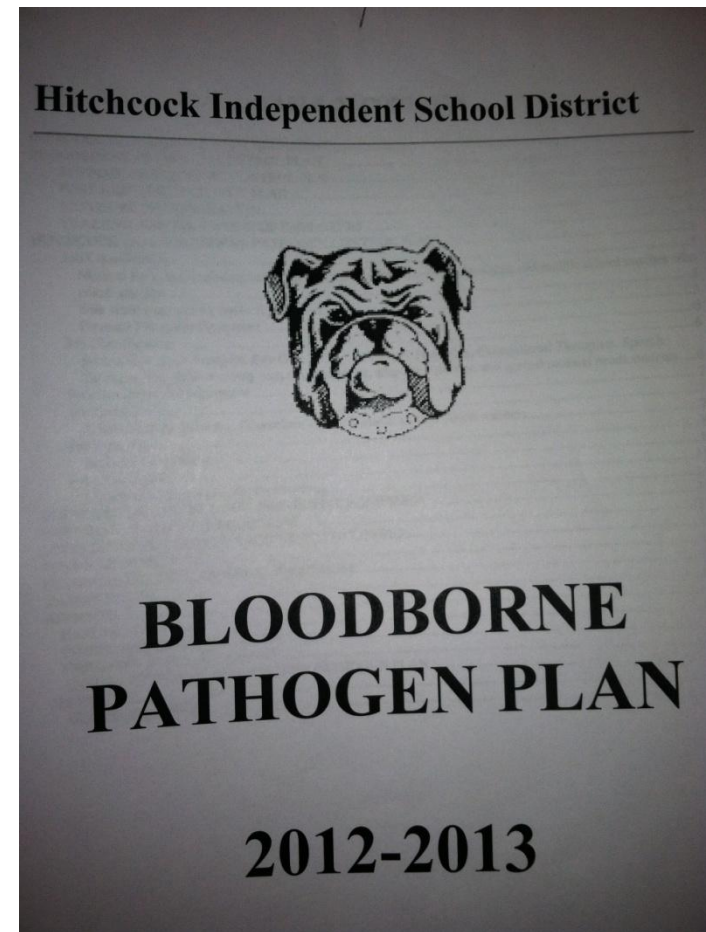 Hitchcock Independent School District
BLOODBORNE
PATHOGEN PLAN
2012-2013